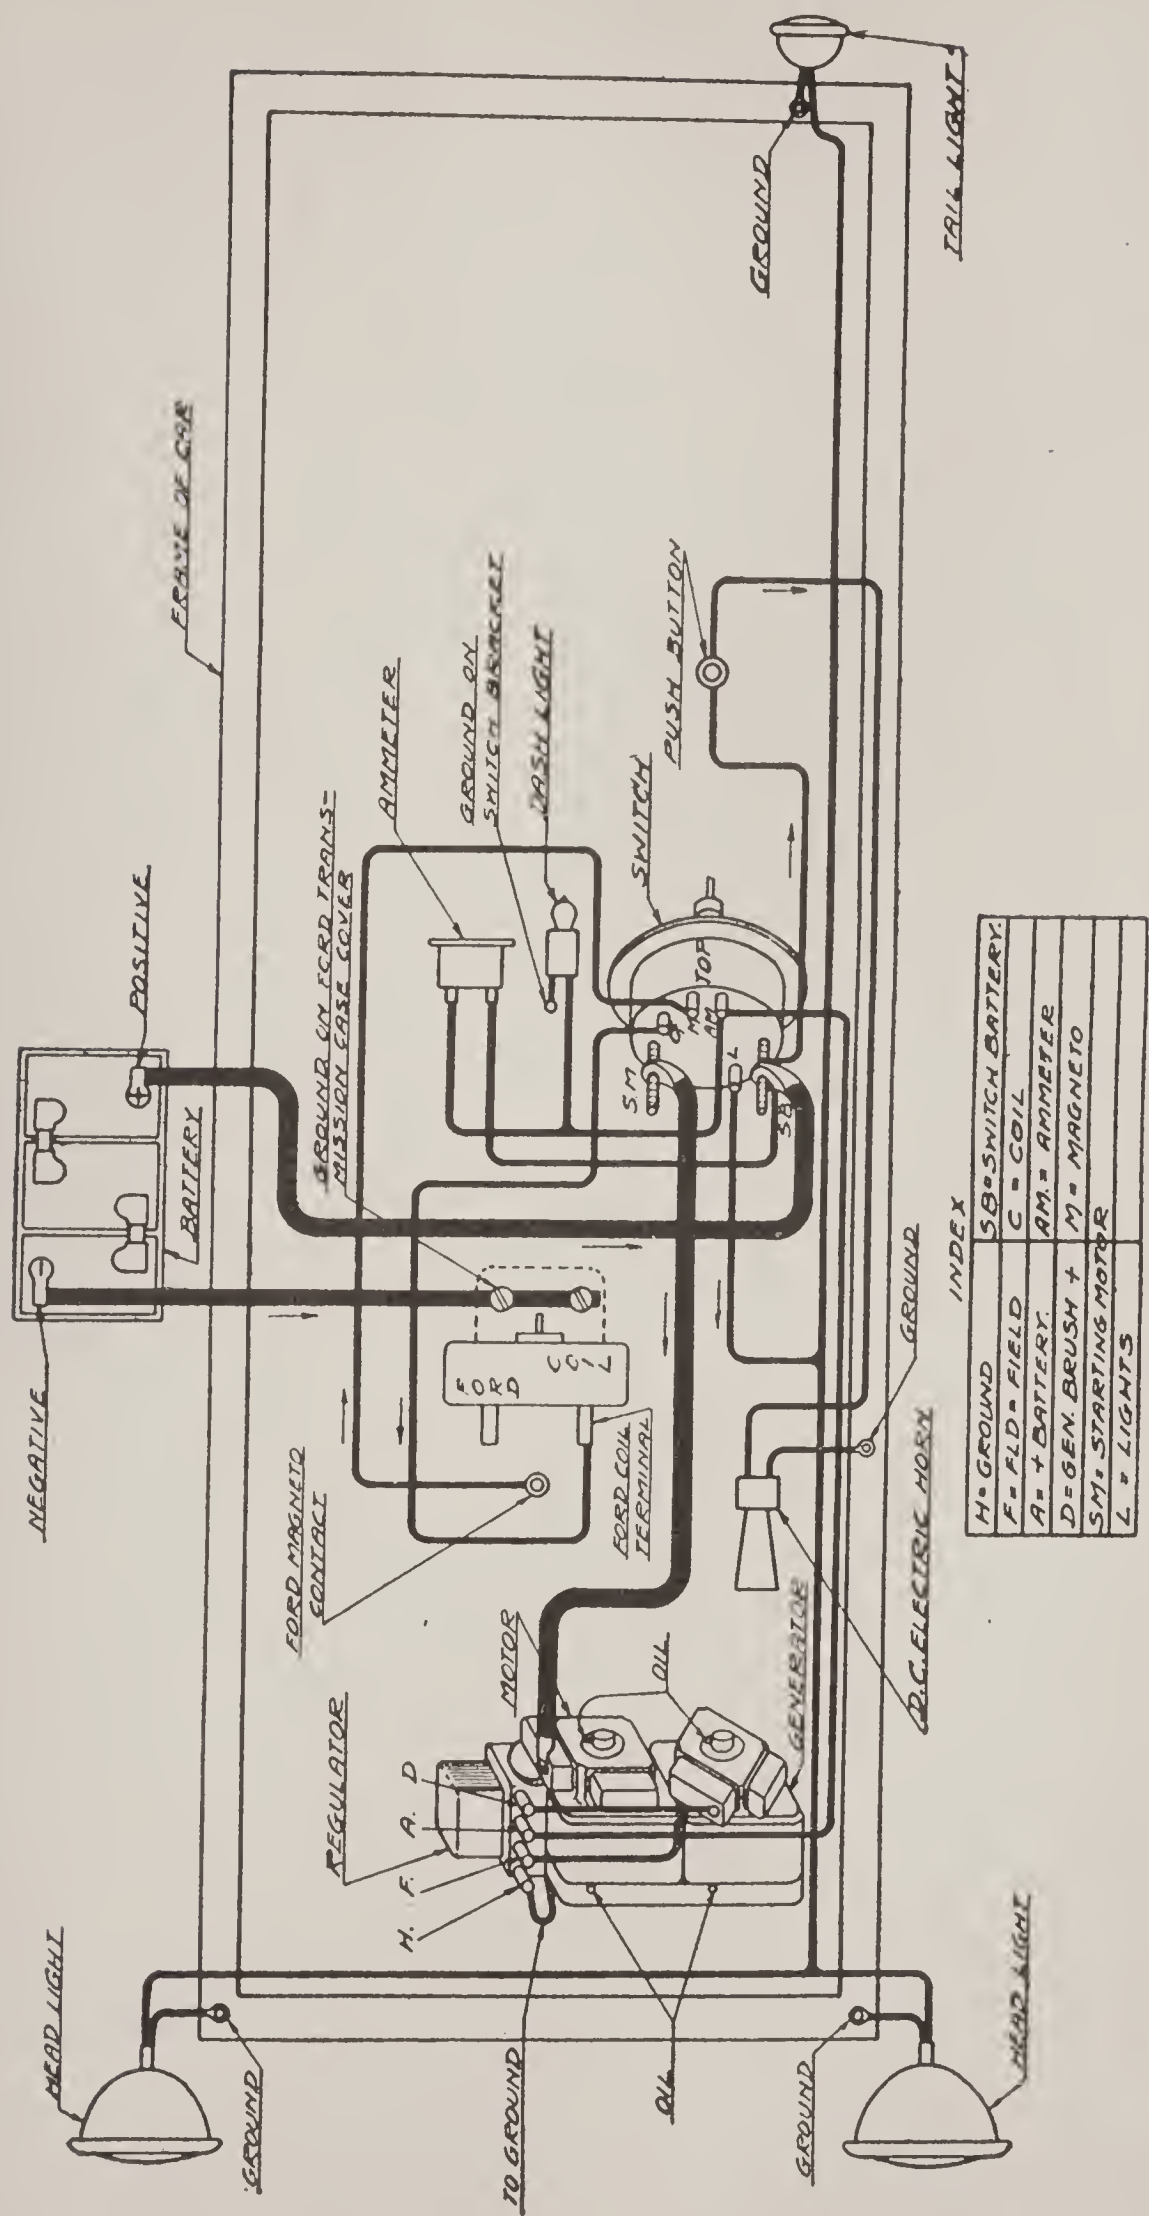 NEGATIVE
POSITIVE
BATTERY
FRAME OF CAR
GROUND ON FORD TRANS=
MISSION CASE COVER
AMMETER
GROUND ON
SWITCH BRACKET
DASH LIGHT
SWITCH
PUSH BUTTON
GROUND
TAIL LIGHT
TOP
S.M
C
M
AM
L
SB
FORD
COIL
FORD MAGNETO
CONTACT
FORD COIL
TERMINAL
REGULATOR
MOTOR
OIL
GENERATOR
H.
F.
A.
D
D.C. ELECTRIC HORN
GROUND
HEAD LIGHT
GROUND
TO GROUND
OIL
GROUND
HEAD LIGHT
INDEX
H = GROUND SB = SWITCH BATTERY.
F = FLD = FIELD C = COIL
A = + BATTERY. AM. = AMMETER
D = GEN. BRUSH + M = MAGNETO
SM = STARTING MOTOR
L = LIGHTS